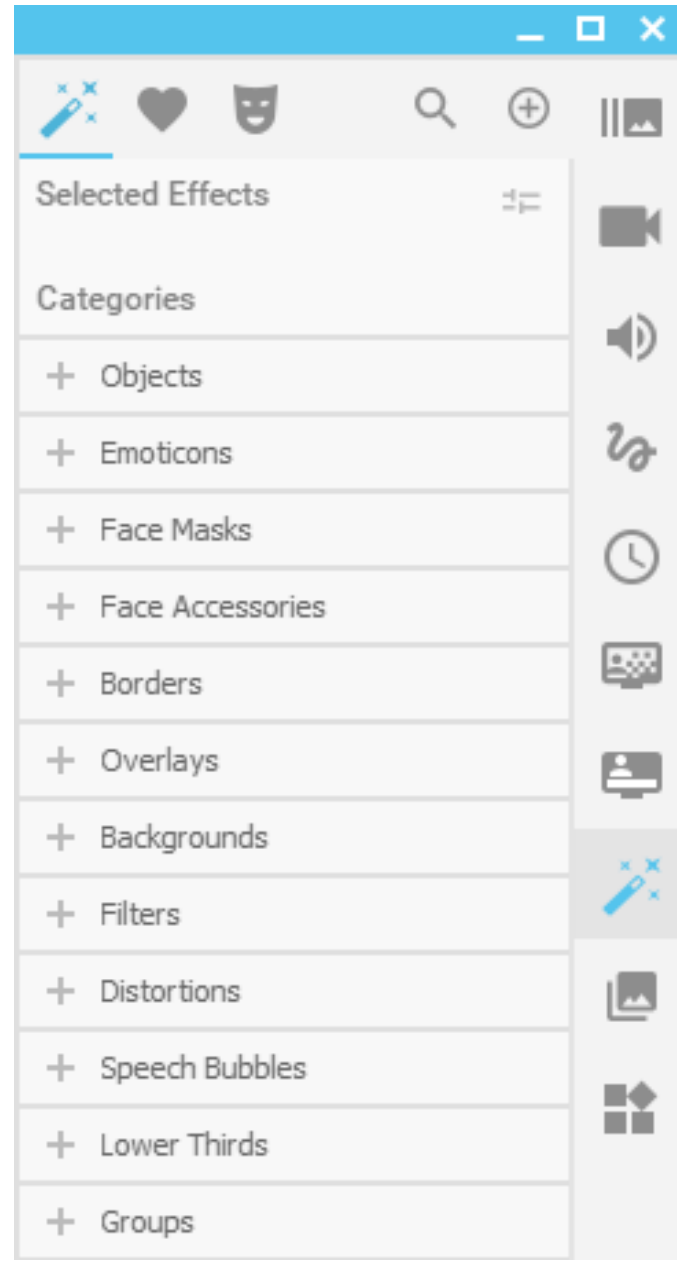 Selected Effects
Categories
Objects
Emoticons
Face Masks
Face Accessories
Borders
Overlays
Backgrounds
Filters
Distortions
Speech Bubbles
Lower Thirds
Groups